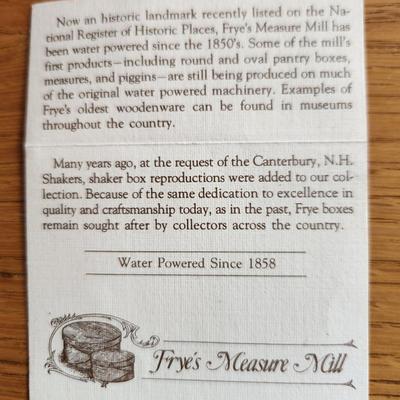 Now an historic landmark recently listed on the Na-
tional Register of Historic Places, Frye's Measure Mill has
been water powered since the 1850's. Some of the mill's
first products—including round and oval pantry boxes,
measures, and piggins—are still being produced on much
of the original water powered machinery. Examples of
Frye's oldest woodenware can be found in museums
throughout the country.
Many years ago, at the request of the Canterbury, N.H.
Shakers, shaker box reproductions were added to our col-
lection. Because of the same dedication to excellence in
quality and craftsmanship today, as in the past, Frye boxes
remain sought after by collectors across the country.
Water Powered Since 1858
Frye's Measure Mill